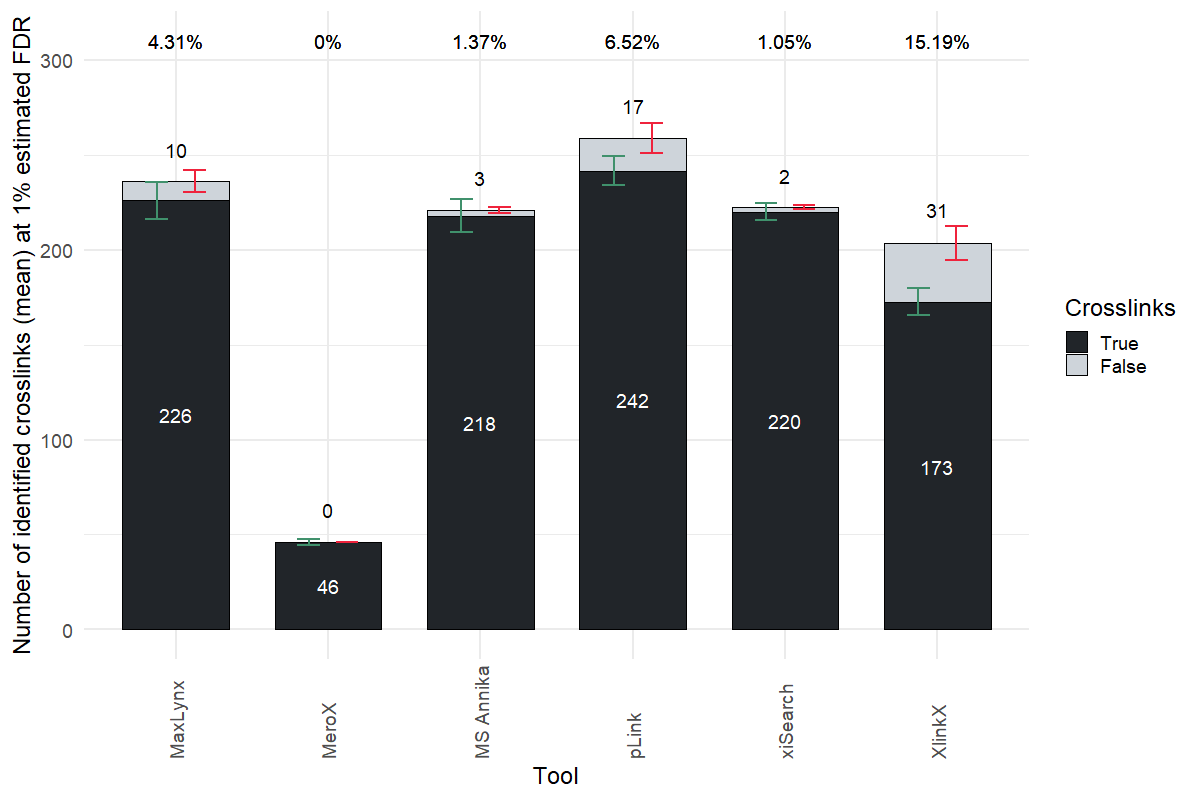 4.31% 0% 1.37% 6.52% 1.05% 15.19%
Number of identified crosslinks (mean) at 1% estimated FDR
300
200
100
0
10
0
3
17
2
31
226
46
218
242
220
173
MaxLynx
MeroX
MS Annika
pLink
xiSearch
XlinkX
Tool
Crosslinks
True
False